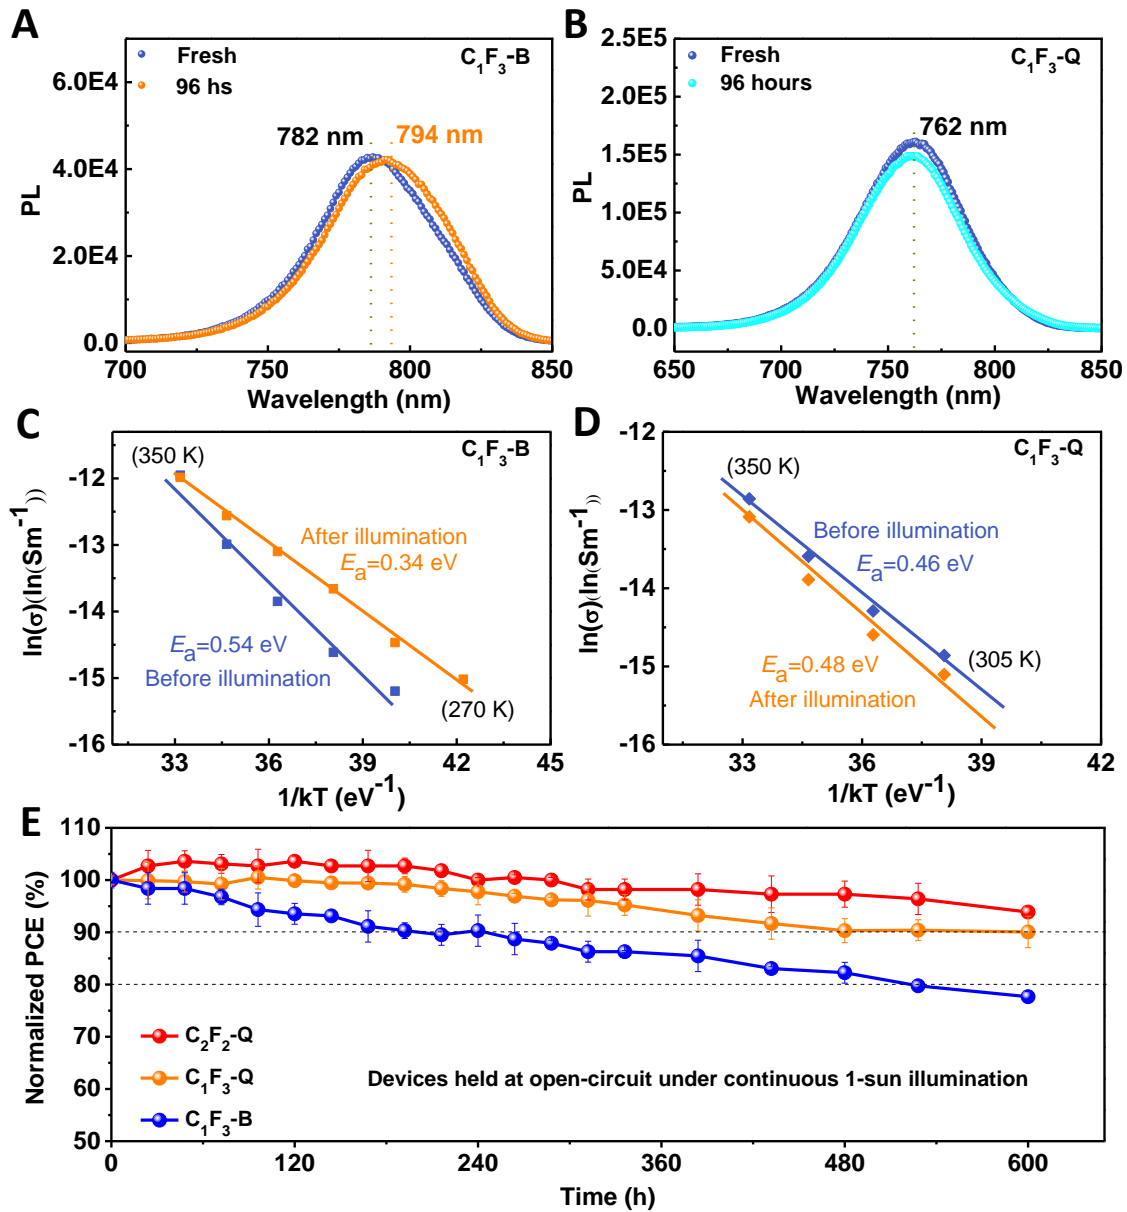 A
Fresh
96 hs
C₁F₃-B
782 nm
794 nm
6.0E4
4.0E4
2.0E4
0.0
PL
700
750
800
850
Wavelength (nm)
B
Fresh
96 hours
C₁F₃-Q
762 nm
2.5E5
2.0E5
1.5E5
1.0E5
5.0E4
0.0
PL
650
700
750
800
850
Wavelength (nm)
C
C₁F₃-B
(350 K)
After illumination
Eₐ=0.34 eV
Eₐ=0.54 eV
Before illumination
(270 K)
-12
-13
-14
-15
-16
ln(σ)(ln(Sm⁻¹))
33
36
39
42
45
1/kT (eV⁻¹)
D
C₁F₃-Q
(350 K)
Before illumination
Eₐ=0.46 eV
Eₐ=0.48 eV
After illumination
(305 K)
-12
-13
-14
-15
-16
ln(σ)(ln(Sm⁻¹))
33
36
39
42
1/kT (eV⁻¹)
E
110
100
90
80
70
60
50
Normalized PCE (%)
C₂F₂-Q
C₁F₃-Q
C₁F₃-B
Devices held at open-circuit under continuous 1-sun illumination
0
120
240
360
480
600
Time (h)